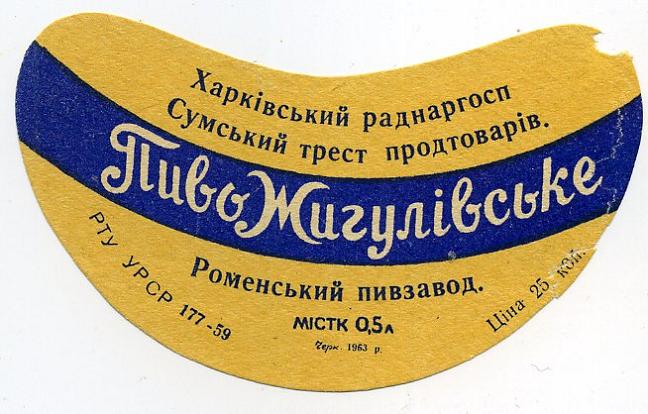 Харківський раднаргосп
Сумський трест продтоварів.
Пиво Жигулівське
Роменський пивзавод.
РТУ УРСР 177-59
МІСТК 0,5 л
Ціна 25 коп.
Черк. 1963 р.